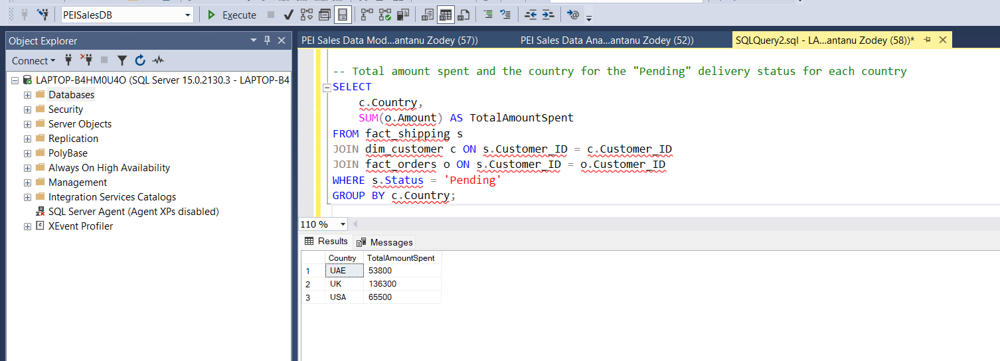 PEISalesDB
Execute
Object Explorer
Connect
LAPTOP-B4HM0U4O (SQL Server 15.0.2130.3 - LAPTOP-B4
Databases
Security
Server Objects
Replication
PolyBase
Always On High Availability
Management
Integration Services Catalogs
SQL Server Agent (Agent XPs disabled)
XEvent Profiler
PEI Sales Data Mod...antanu Zodey (57))
PEI Sales Data Ana...antanu Zodey (52))
SQLQuery2.sql - LA...antanu Zodey (58))*
-- Total amount spent and the country for the "Pending" delivery status for each country
SELECT
c.Country,
SUM(o.Amount) AS TotalAmountSpent
FROM fact_shipping s
JOIN dim_customer c ON s.Customer_ID = c.Customer_ID
JOIN fact_orders o ON s.Customer_ID = o.Customer_ID
WHERE s.Status = 'Pending'
GROUP BY c.Country;
110 %
Results Messages
Country TotalAmountSpent
1 UAE 53800
2 UK 136300
3 USA 65500